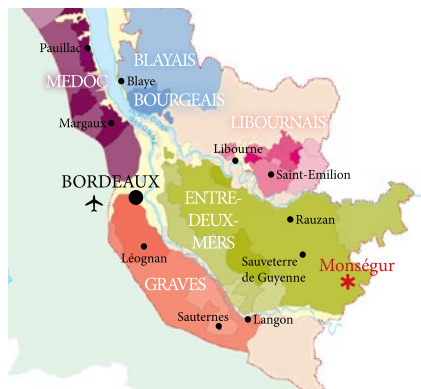 Pauillac
BLAYAIS
MEDOC
Blaye
BOURGEAIS
Margaux
LIBOURNAIS
Libourne
Saint-Emilion
BORDEAUX
ENTRE-
DEUX-
MERS
Rauzan
Léognan
Sauveterre
de Guyenne
Monségur
GRAVES
Sauternes
Langon